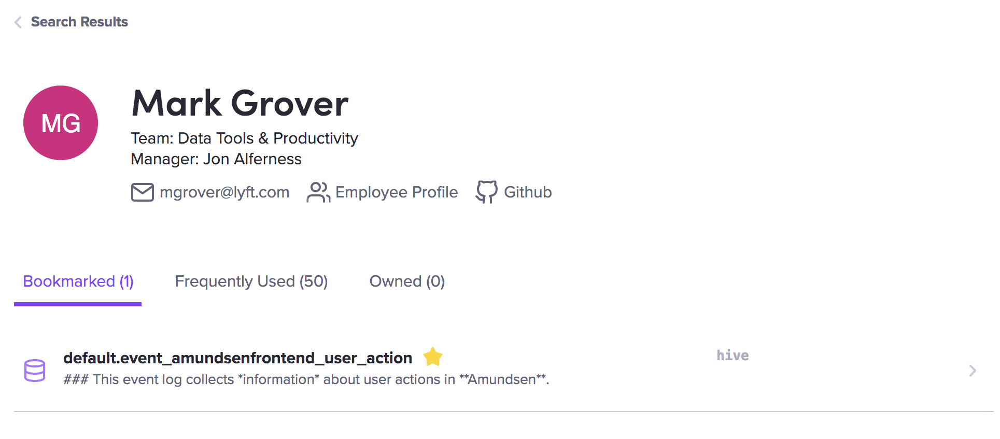 Search Results
MG
Mark Grover
Team: Data Tools & Productivity
Manager: Jon Alferness
mgrover@lyft.com Employee Profile Github
Bookmarked (1) Frequently Used (50) Owned (0)
default.event_amundsenfrontend_user_action hive
### This event log collects *information* about user actions in **Amundsen**.